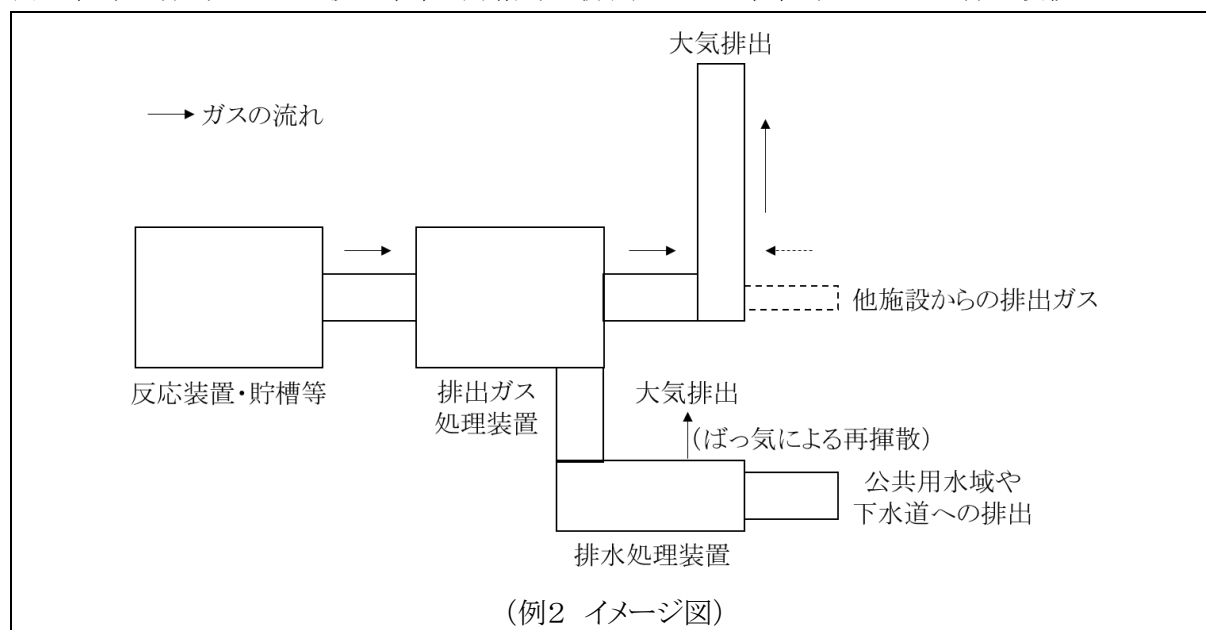 大気排出
→ ガスの流れ
他施設からの排出ガス
反応装置・貯槽等
排出ガス
処理装置
大気排出
(ばっ気による再揮散)
公共用水域や
下水道への排出
排水処理装置
(例2 イメージ図)